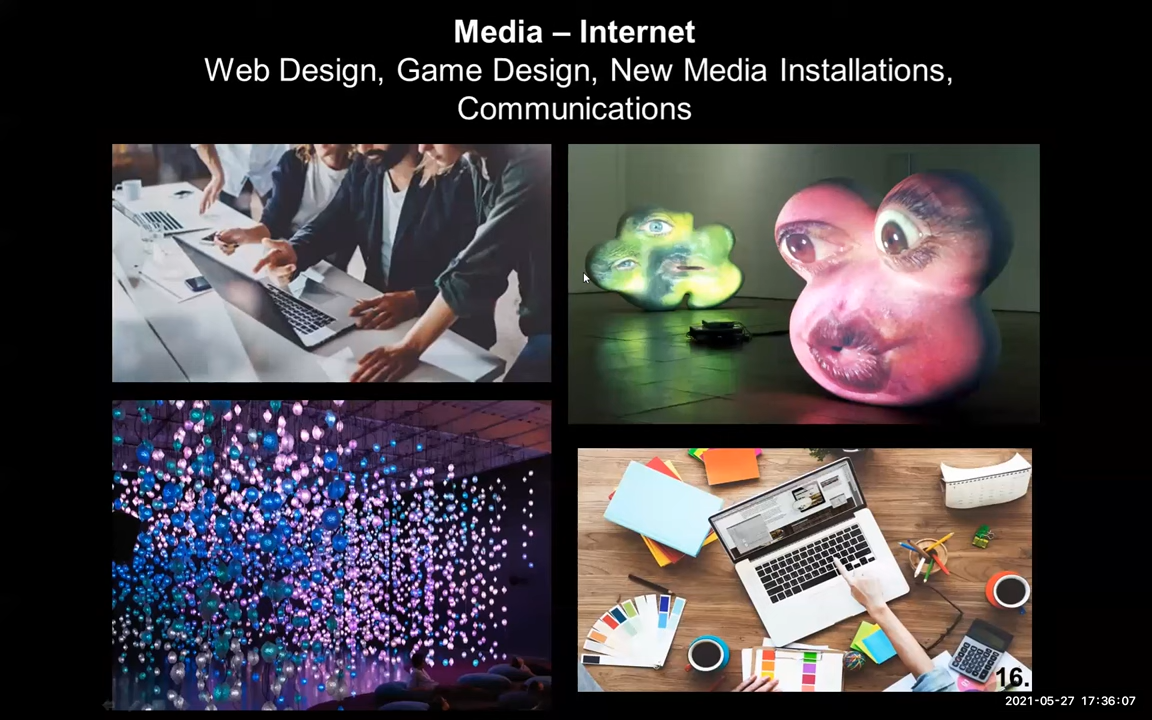 Media – Internet
Web Design, Game Design, New Media Installations,
Communications
16.
2021-05-27 17:36:07